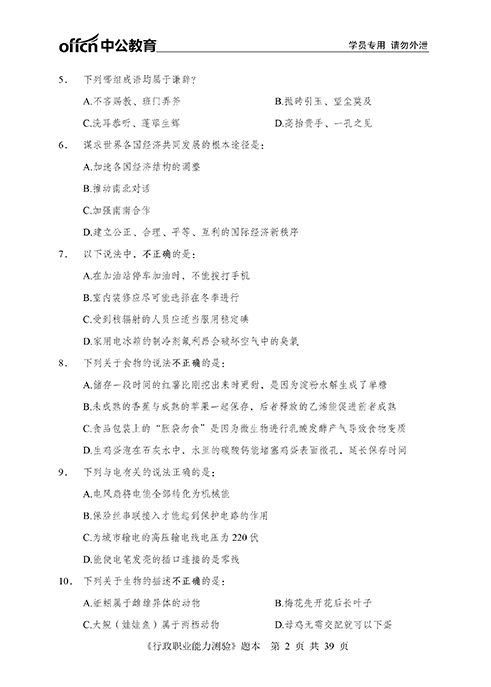 offcn中公教育 学员专用 请勿外泄
5. 下列哪组成语均属于谦辞?
A.不吝赐教、班门弄斧 B.抛砖引玉、望尘莫及
C.洗耳恭听、蓬荜生辉 D.高抬贵手、一孔之见
6. 谋求世界各国经济共同发展的根本途径是:
A.加速各国经济结构的调整
B.推动南北对话
C.加强南南合作
D.建立公正、合理、平等、互利的国际经济新秩序
7. 以下说法中,不正确的是:
A.在加油站停车加油时,不能拨打手机
B.室内装修应尽可能选择在冬季进行
C.受到核辐射的人员应适当服用稳定碘
D.家用电冰箱的制冷剂氟利昂会破坏空气中的臭氧
8. 下列关于食物的说法不正确的是:
A.储存一段时间的红薯比刚挖出来时更甜,是因为淀粉水解生成了单糖
B.未成熟的香蕉与成熟的苹果一起保存,后者释放的乙烯能促进前者成熟
C.食品包装上的“胀袋勿食”是因为微生物进行乳酸发酵产气导致食物变质
D.生鸡蛋泡在石灰水中,水里的碳酸钙能堵塞鸡蛋表面微孔,延长保存时间
9. 下列与电有关的说法正确的是:
A.电风扇将电能全部转化为机械能
B.保险丝串联接入才能起到保护电路的作用
C.为城市输电的高压输电线电压为 220 伏
D.能使电笔发亮的插口连接的是零线
10. 下列关于生物的描述不正确的是:
A.蚯蚓属于雌雄异体的动物 B.梅花先开花后长叶子
C.大鲵(娃娃鱼)属于两栖动物 D.母鸡无需交配就可以下蛋
《行政职业能力测验》题本 第 2 页 共 39 页